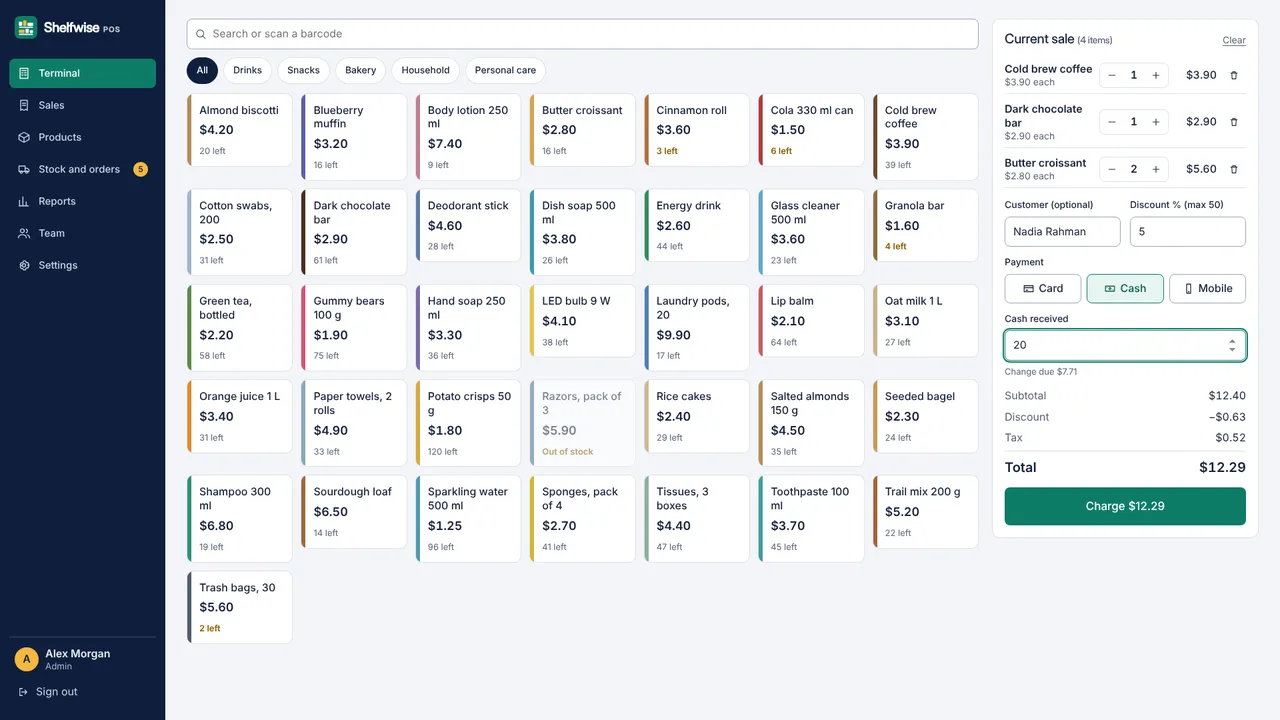 Shelfwise POS
Terminal
Sales
Products
Stock and orders 5
Reports
Team
Settings
A
Alex Morgan
Admin
Sign out
Search or scan a barcode
All Drinks Snacks Bakery Household Personal care
Almond biscotti
$4.20
20 left
Blueberry
muffin
$3.20
16 left
Body lotion 250
ml
$7.40
9 left
Butter croissant
$2.80
16 left
Cinnamon roll
$3.60
3 left
Cola 330 ml can
$1.50
6 left
Cold brew
coffee
$3.90
39 left
Cotton swabs,
200
$2.50
31 left
Dark chocolate
bar
$2.90
61 left
Deodorant stick
$4.60
28 left
Dish soap 500
ml
$3.80
26 left
Energy drink
$2.60
44 left
Glass cleaner
500 ml
$3.60
23 left
Granola bar
$1.60
4 left
Green tea,
bottled
$2.20
58 left
Gummy bears
100 g
$1.90
75 left
Hand soap 250
ml
$3.30
36 left
LED bulb 9 W
$4.10
38 left
Laundry pods,
20
$9.90
17 left
Lip balm
$2.10
64 left
Oat milk 1 L
$3.10
27 left
Orange juice 1 L
$3.40
31 left
Paper towels, 2
rolls
$4.90
33 left
Potato crisps 50
g
$1.80
120 left
Razors, pack of
3
$5.90
Out of stock
Rice cakes
$2.40
29 left
Salted almonds
150 g
$4.50
35 left
Seeded bagel
$2.30
24 left
Shampoo 300
ml
$6.80
19 left
Sourdough loaf
$6.50
14 left
Sparkling water
500 ml
$1.25
96 left
Sponges, pack
of 4
$2.70
41 left
Tissues, 3
boxes
$4.40
47 left
Toothpaste 100
ml
$3.70
45 left
Trail mix 200 g
$5.20
22 left
Trash bags, 30
$5.60
2 left
Current sale (4 items) Clear
Cold brew coffee
$3.90 each
− 1 + $3.90
Dark chocolate
bar
$2.90 each
− 1 + $2.90
Butter croissant
$2.80 each
− 2 + $5.60
Customer (optional) Discount % (max 50)
Nadia Rahman 5
Payment
Card Cash Mobile
Cash received
20
Change due $7.71
Subtotal $12.40
Discount −$0.63
Tax $0.52
Total $12.29
Charge $12.29